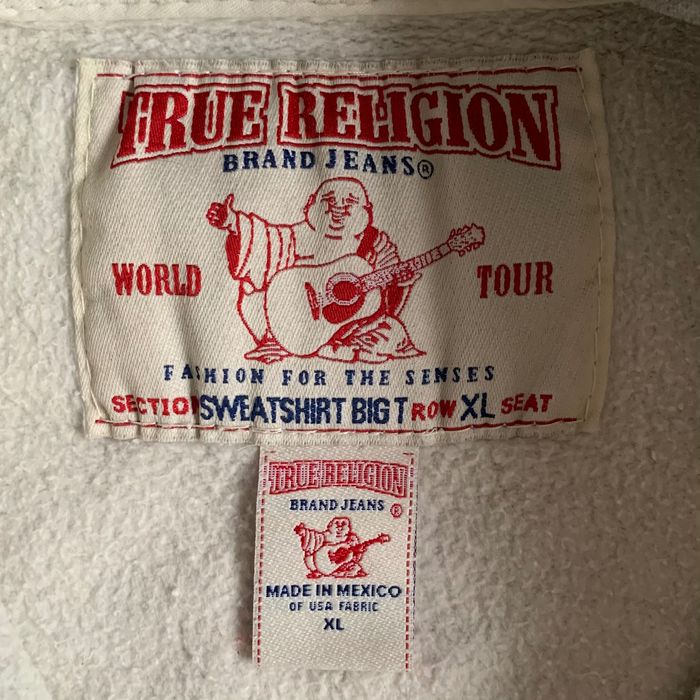 TRUE RELIGION
BRAND JEANS®
WORLD TOUR
FASHION FOR THE SENSES
SECTION SWEATSHIRT BIG T ROW XL SEAT
TRUE RELIGION
BRAND JEANS ®
MADE IN MEXICO
OF USA FABRIC
XL